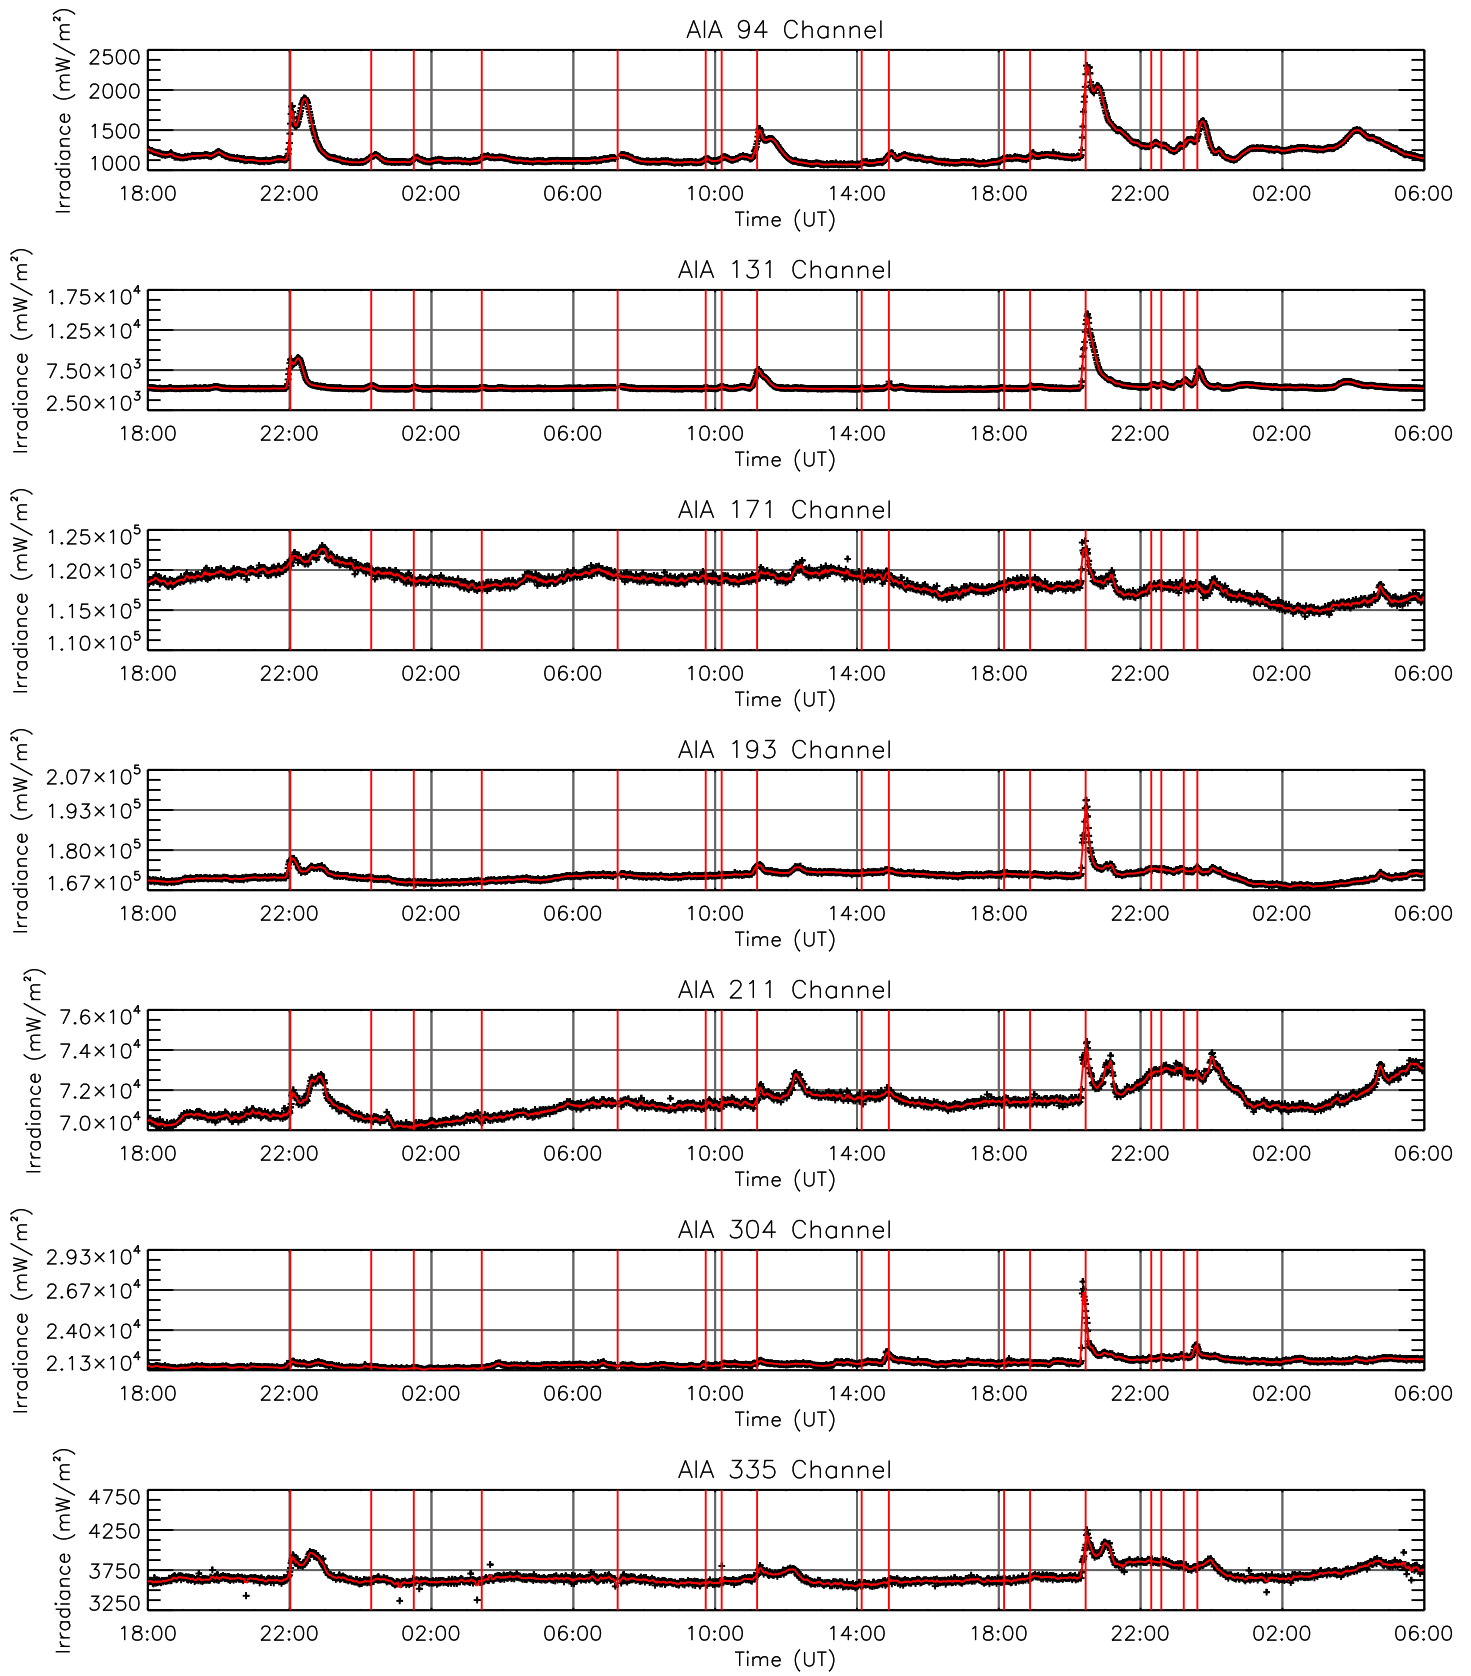 AIA 94 Channel
Irradiance (mW/m²)
2500
2000
1500
1000
18:00 22:00 02:00 06:00 10:00 14:00 18:00 22:00 02:00 06:00
Time (UT)
AIA 131 Channel
Irradiance (mW/m²)
1.75×10⁴
1.25×10⁴
7.50×10³
2.50×10³
18:00 22:00 02:00 06:00 10:00 14:00 18:00 22:00 02:00 06:00
Time (UT)
AIA 171 Channel
Irradiance (mW/m²)
1.25×10⁵
1.20×10⁵
1.15×10⁵
1.10×10⁵
18:00 22:00 02:00 06:00 10:00 14:00 18:00 22:00 02:00 06:00
Time (UT)
AIA 193 Channel
Irradiance (mW/m²)
2.07×10⁵
1.93×10⁵
1.80×10⁵
1.67×10⁵
18:00 22:00 02:00 06:00 10:00 14:00 18:00 22:00 02:00 06:00
Time (UT)
AIA 211 Channel
Irradiance (mW/m²)
7.6×10⁴
7.4×10⁴
7.2×10⁴
7.0×10⁴
18:00 22:00 02:00 06:00 10:00 14:00 18:00 22:00 02:00 06:00
Time (UT)
AIA 304 Channel
Irradiance (mW/m²)
2.93×10⁴
2.67×10⁴
2.40×10⁴
2.13×10⁴
18:00 22:00 02:00 06:00 10:00 14:00 18:00 22:00 02:00 06:00
Time (UT)
AIA 335 Channel
Irradiance (mW/m²)
4750
4250
3750
3250
18:00 22:00 02:00 06:00 10:00 14:00 18:00 22:00 02:00 06:00
Time (UT)